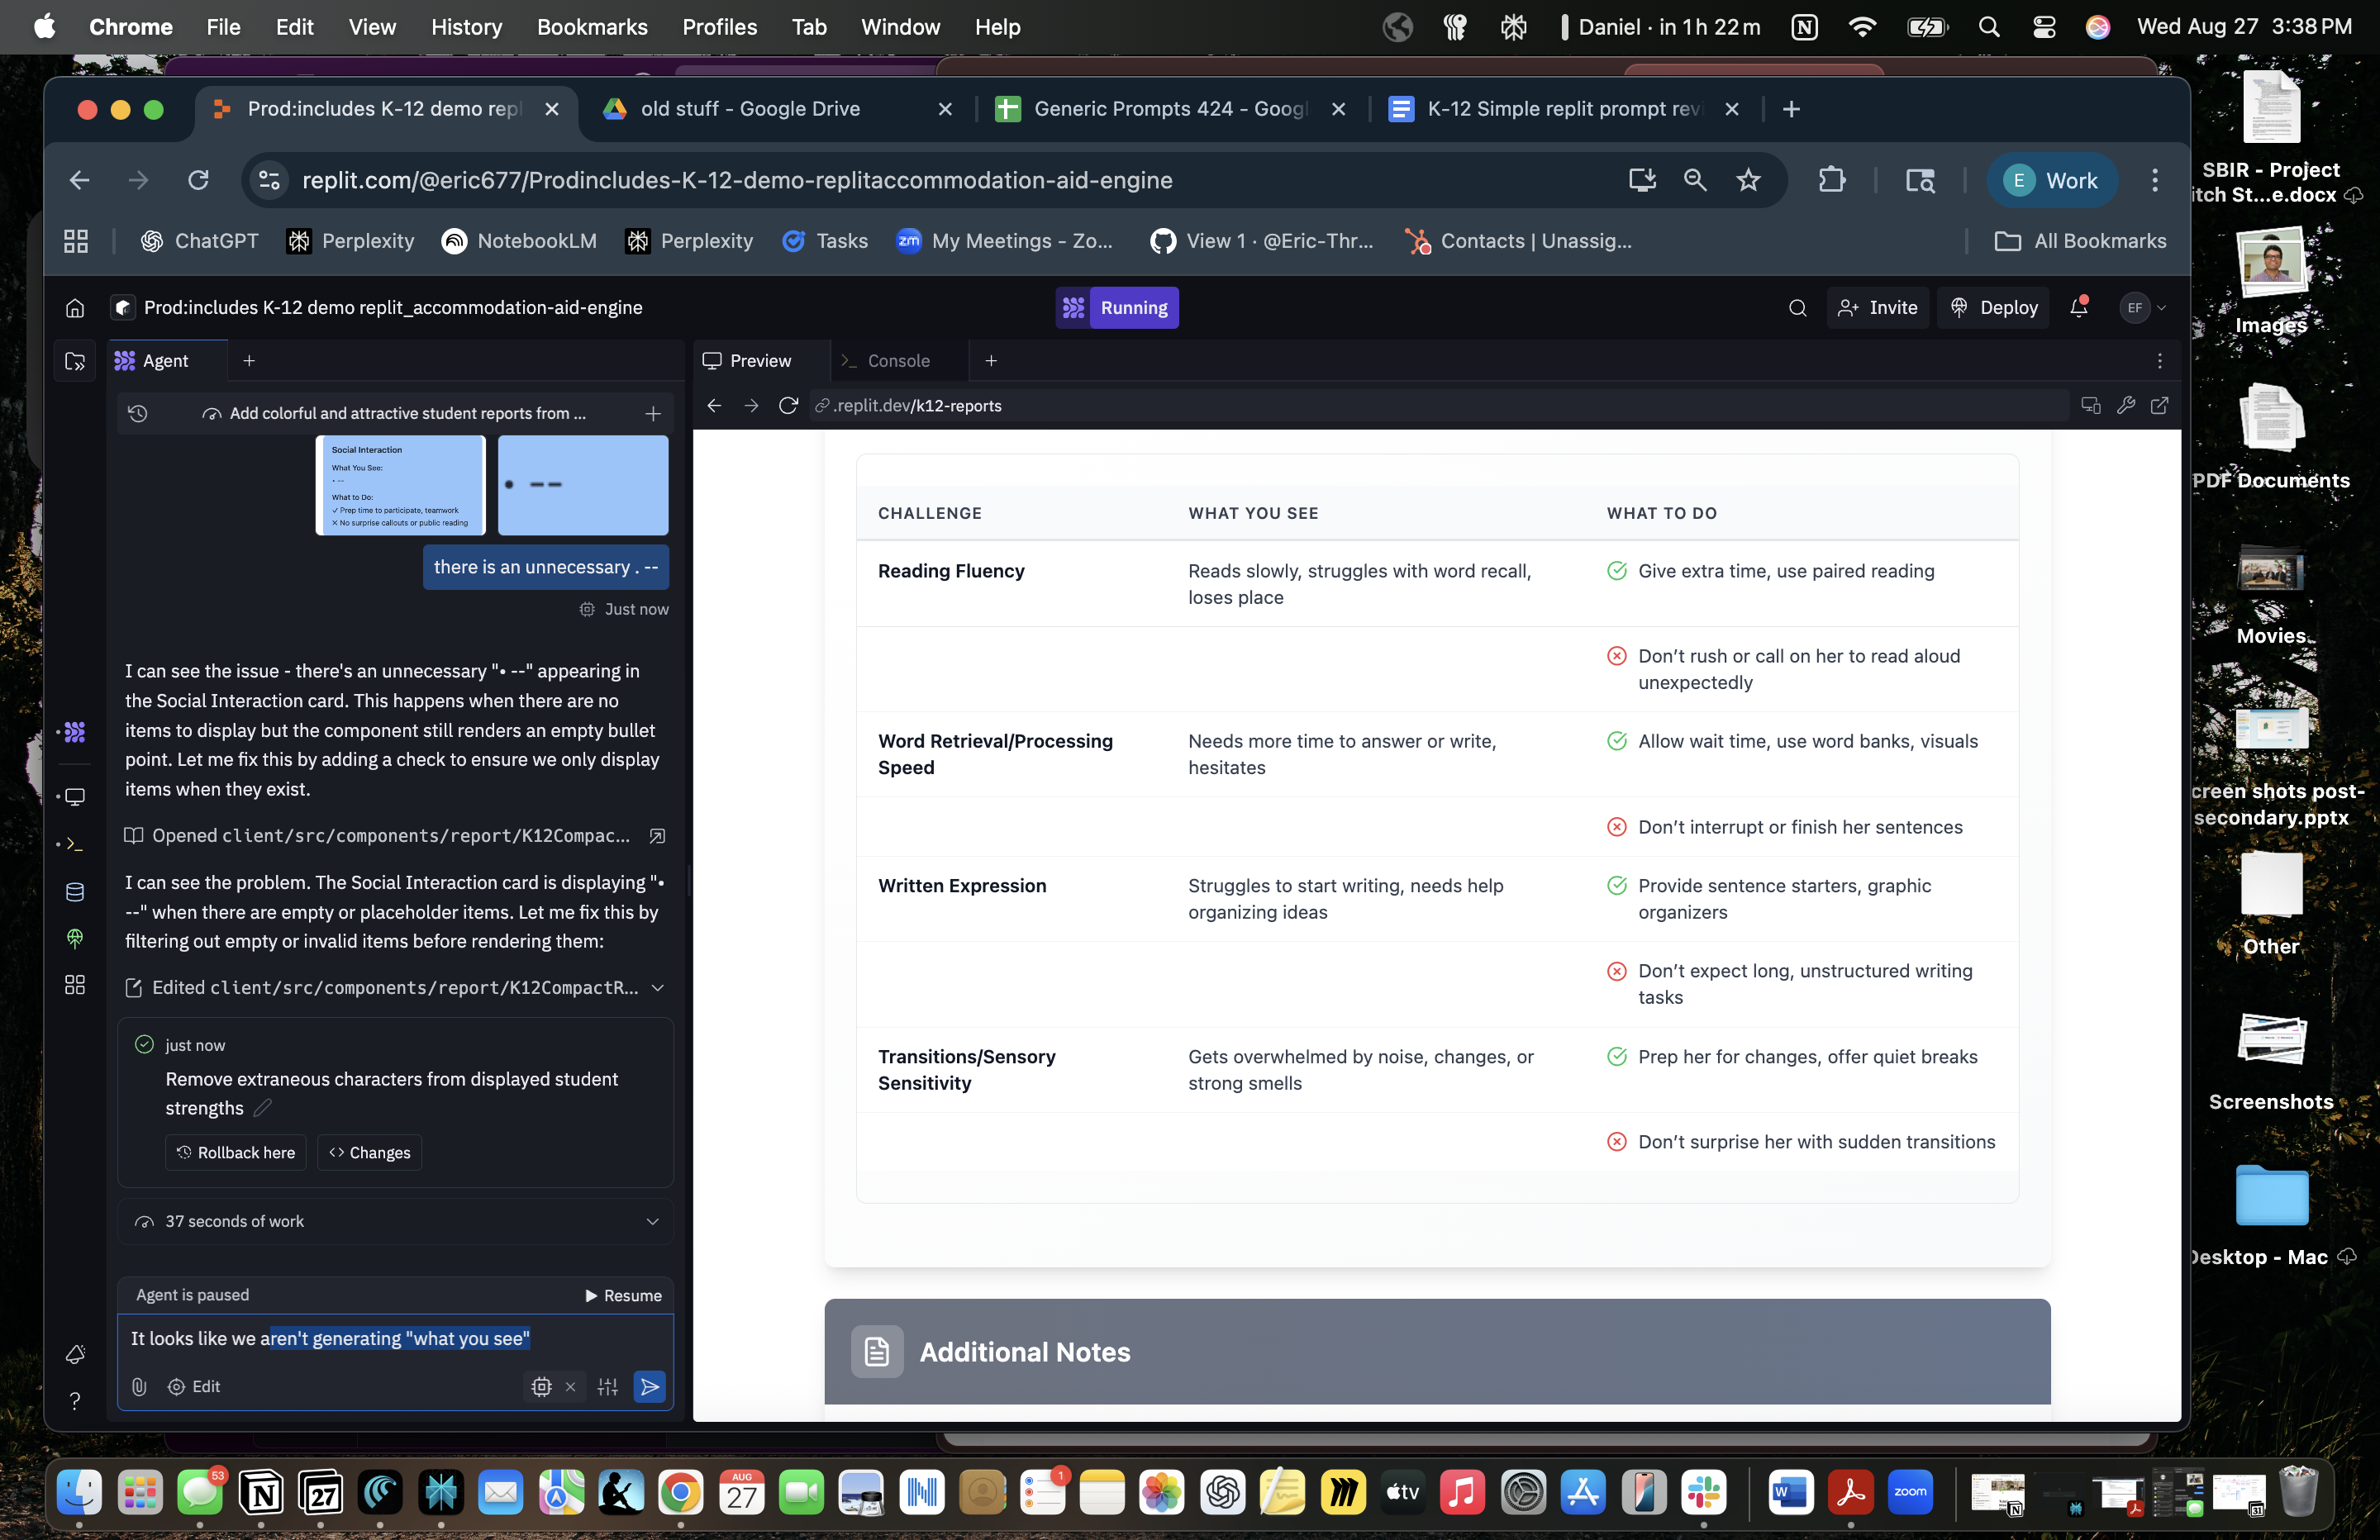 Chrome File Edit View History Bookmarks Profiles Tab Window Help
Daniel · in 1h 22m
Wed Aug 27 3:38PM
Prod:includes K-12 demo repl
old stuff - Google Drive
Generic Prompts 424 - Googl
K-12 Simple replit prompt revi
replit.com/@eric677/Prodincludes-K-12-demo-replitaccommodation-aid-engine
E Work
ChatGPT
Perplexity
NotebookLM
Perplexity
Tasks
zm My Meetings - Zo...
View 1 · @Eric-Thr...
Contacts | Unassig...
All Bookmarks
Prod:includes K-12 demo replit_accommodation-aid-engine
Running
Invite
Deploy
EF
Agent
Preview
Console
Add colorful and attractive student reports from ...
.replit.dev/k12-reports
Social Interaction
What You See:
• --
What to Do:
✓ Prep time to participate, teamwork
✕ No surprise callouts or public reading
• --
there is an unnecessary . --
Just now
I can see the issue - there's an unnecessary "• --" appearing in
the Social Interaction card. This happens when there are no
items to display but the component still renders an empty bullet
point. Let me fix this by adding a check to ensure we only display
items when they exist.
Opened client/src/components/report/K12Compac...
I can see the problem. The Social Interaction card is displaying "•
--" when there are empty or placeholder items. Let me fix this by
filtering out empty or invalid items before rendering them:
Edited client/src/components/report/K12CompactR...
just now
Remove extraneous characters from displayed student
strengths
Rollback here
Changes
37 seconds of work
Agent is paused
Resume
It looks like we aren't generating "what you see"
Edit
CHALLENGE WHAT YOU SEE WHAT TO DO
Reading Fluency
Reads slowly, struggles with word recall,
loses place
Give extra time, use paired reading
Don't rush or call on her to read aloud
unexpectedly
Word Retrieval/Processing
Speed
Needs more time to answer or write,
hesitates
Allow wait time, use word banks, visuals
Don't interrupt or finish her sentences
Written Expression
Struggles to start writing, needs help
organizing ideas
Provide sentence starters, graphic
organizers
Don't expect long, unstructured writing
tasks
Transitions/Sensory
Sensitivity
Gets overwhelmed by noise, changes, or
strong smells
Prep her for changes, offer quiet breaks
Don't surprise her with sudden transitions
Additional Notes
SBIR - Project
itch St...e.docx
Images
PDF Documents
Movies
creen shots post-
secondary.pptx
Other
Screenshots
Desktop - Mac
53
27
AUG
27
1
tv
W
zoom
31